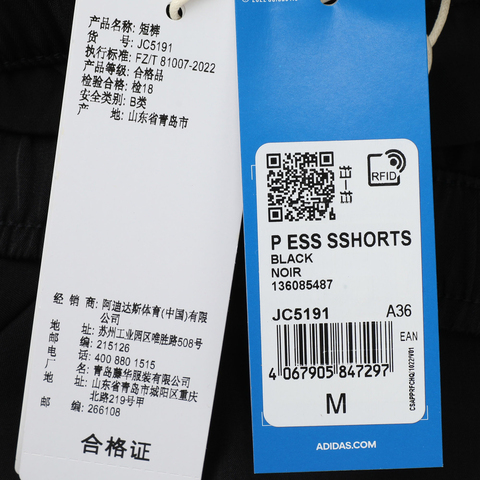 产品名称: 短裤
货 号: JC5191
执行标准: FZ/T 81007-2022
产品等级: 合格品
检验合格: 检18
安全类别: B类
产 地: 山东省青岛市
经 销 商: 阿迪达斯体育(中国)有限
公司
地址: 苏州工业园区唯胜路508号
邮编: 215126
电话: 400 880 1515
厂名: 青岛藤华服装有限公司
地址: 山东省青岛市城阳区重庆
北路219号甲
邮编: 266108
合格证
RFID
P ESS SSHORTS
BLACK
NOIR
136085487
JC5191 A36
EAN
4 067905 847297
M
ADIDAS.COM